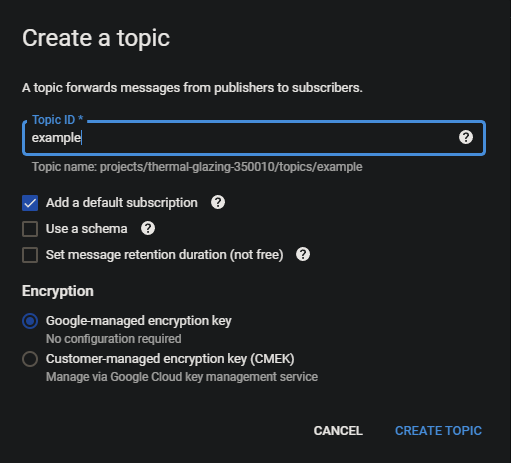 Create a topic
A topic forwards messages from publishers to subscribers.
Topic ID *
example
Topic name: projects/thermal-glazing-350010/topics/example
Add a default subscription
Use a schema
Set message retention duration (not free)
Encryption
Google-managed encryption key
No configuration required
Customer-managed encryption key (CMEK)
Manage via Google Cloud key management service
CANCEL CREATE TOPIC